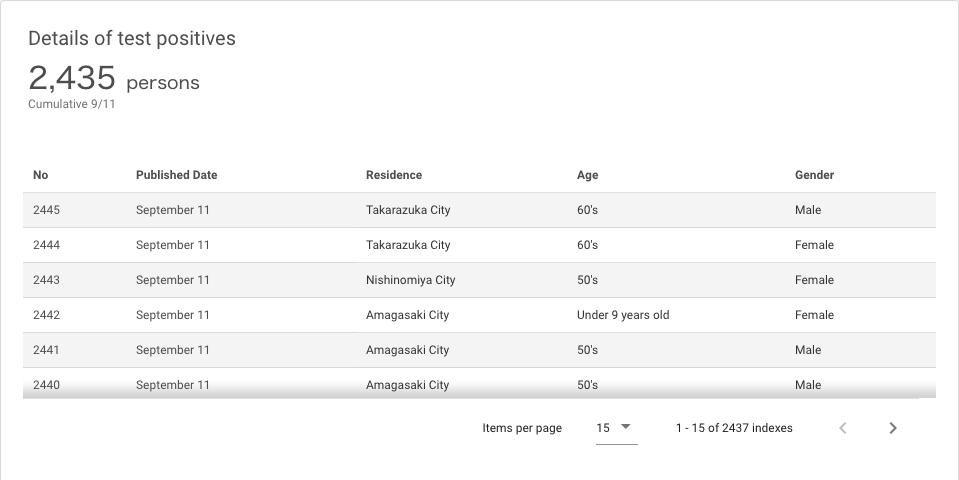 Details of test positives
2,435 persons
Cumulative 9/11
No Published Date Residence Age Gender
2445 September 11 Takarazuka City 60's Male
2444 September 11 Takarazuka City 60's Female
2443 September 11 Nishinomiya City 50's Female
2442 September 11 Amagasaki City Under 9 years old Female
2441 September 11 Amagasaki City 50's Male
2440 September 11 Amagasaki City 50's Male
Items per page 15 1 - 15 of 2437 indexes